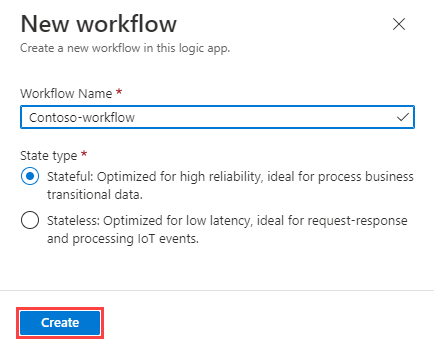 New workflow
Create a new workflow in this logic app.
Workflow Name *
Contoso-workflow
State type *
Stateful: Optimized for high reliability, ideal for process business
transitional data.
Stateless: Optimized for low latency, ideal for request-response
and processing IoT events.
Create